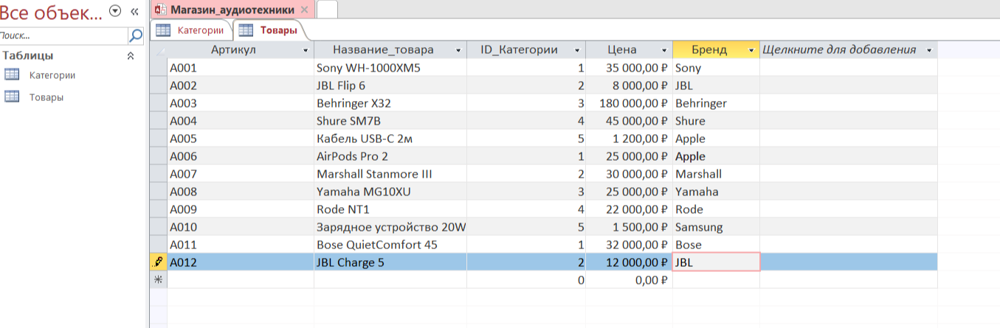 Все объек...
Поиск...
Таблицы
Категории
Товары
Магазин_аудиотехники
Категории Товары
Артикул Название_товара ID_Категории Цена Бренд Щелкните для добавления
A001 Sony WH-1000XM5 1 35 000,00 ₽ Sony
A002 JBL Flip 6 2 8 000,00 ₽ JBL
A003 Behringer X32 3 180 000,00 ₽ Behringer
A004 Shure SM7B 4 45 000,00 ₽ Shure
A005 Кабель USB-C 2м 5 1 200,00 ₽ Apple
A006 AirPods Pro 2 1 25 000,00 ₽ Apple
A007 Marshall Stanmore III 2 30 000,00 ₽ Marshall
A008 Yamaha MG10XU 3 25 000,00 ₽ Yamaha
A009 Rode NT1 4 22 000,00 ₽ Rode
A010 Зарядное устройство 20W 5 1 500,00 ₽ Samsung
A011 Bose QuietComfort 45 1 32 000,00 ₽ Bose
A012 JBL Charge 5 2 12 000,00 ₽ JBL
0 0,00 ₽